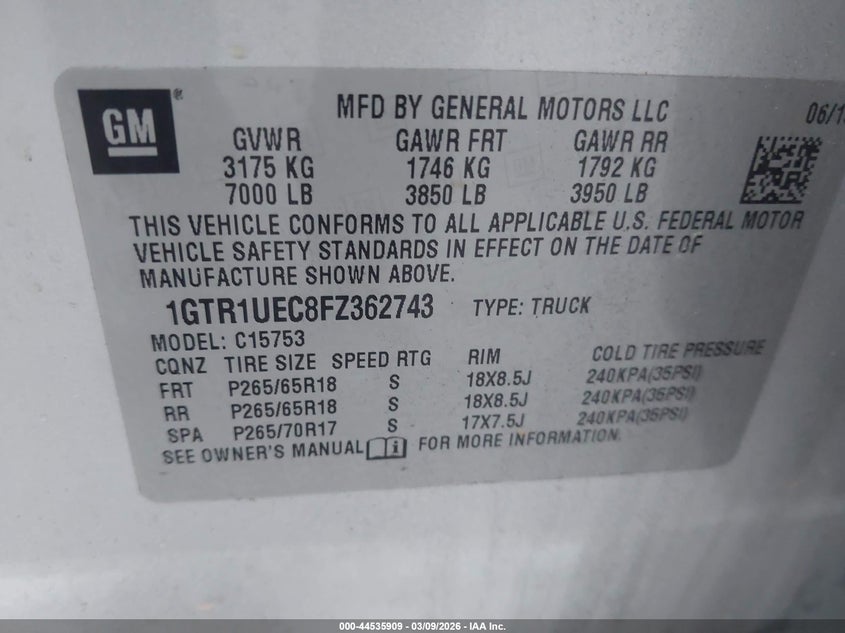 GM®
MFD BY GENERAL MOTORS LLC
GVWR GAWR FRT GAWR RR
3175 KG 1746 KG 1792 KG
7000 LB 3850 LB 3950 LB
THIS VEHICLE CONFORMS TO ALL APPLICABLE U.S. FEDERAL MOTOR
VEHICLE SAFETY STANDARDS IN EFFECT ON THE DATE OF
MANUFACTURE SHOWN ABOVE.
1GTR1UEC8FZ362743 TYPE: TRUCK
MODEL: C15753
CQNZ TIRE SIZE SPEED RTG RIM COLD TIRE PRESSURE
FRT P265/65R18 S 18X8.5J 240KPA(35PSI)
RR P265/65R18 S 18X8.5J 240KPA(35PSI)
SPA P265/70R17 S 17X7.5J 240KPA(35PSI)
SEE OWNER'S MANUAL i FOR MORE INFORMATION.
000-44535909 - 03/09/2026 - IAA Inc.